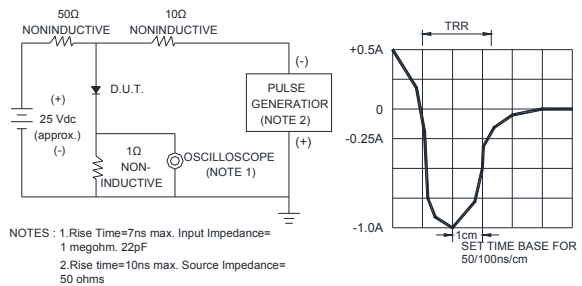 50Ω
NONINDUCTIVE
10Ω
NONINDUCTIVE
(+)
25 Vdc
(approx.)
(-)
D.U.T.
1Ω
NON-
INDUCTIVE
OSCILLOSCOPE
(NOTE 1)
(-)
PULSE
GENERATIOR
(NOTE 2)
(+)
NOTES : 1.Rise Time=7ns max. Input Impedance=
1 megohm. 22pF
2.Rise time=10ns max. Source Impedance=
50 ohms
TRR
+0.5A
0
-0.25A
-1.0A
1cm
SET TIME BASE FOR
50/100ns/cm